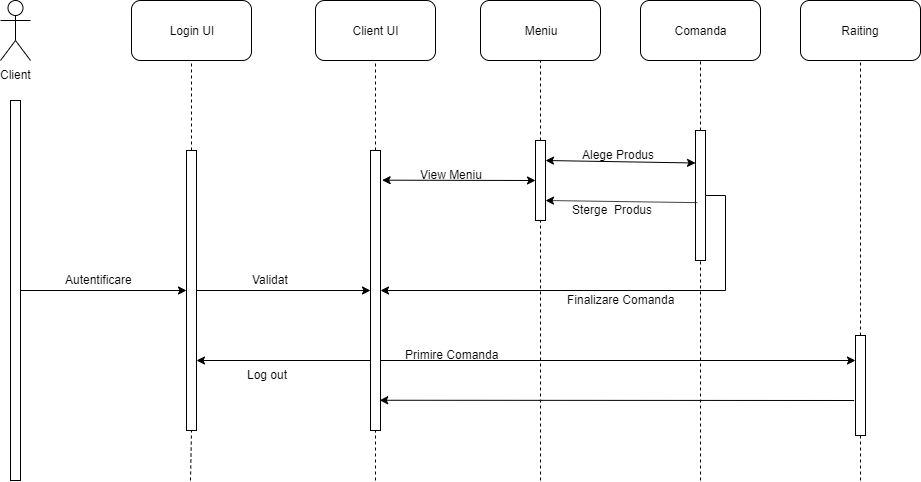 Client
Login UI
Client UI
Meniu
Comanda
Raiting
Alege Produs
View Meniu
Sterge Produs
Autentificare
Validat
Finalizare Comanda
Primire Comanda
Log out